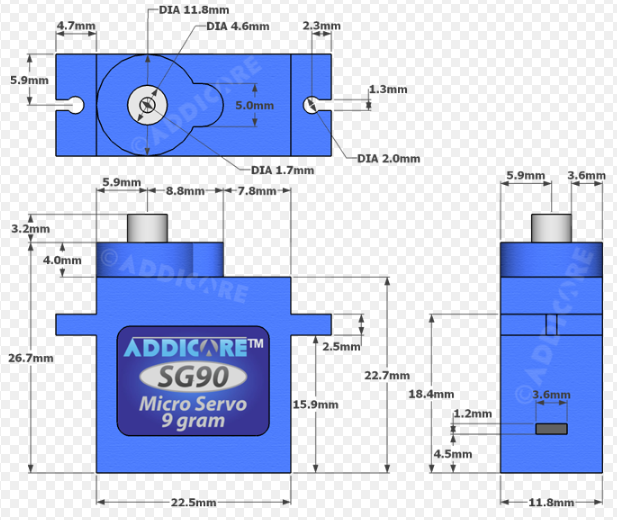 DIA 11.8mm
4.7mm
DIA 4.6mm
2.3mm
5.9mm
5.0mm
1.3mm
© ADDICORE
DIA 2.0mm
DIA 1.7mm
5.9mm
8.8mm
7.8mm
5.9mm
3.6mm
3.2mm
4.0mm
© ADDICORE
26.7mm
ADDICORE™
SG90
Micro Servo
9 gram
2.5mm
22.7mm
15.9mm
22.5mm
© ADDICORE
18.4mm
3.6mm
1.2mm
4.5mm
11.8mm